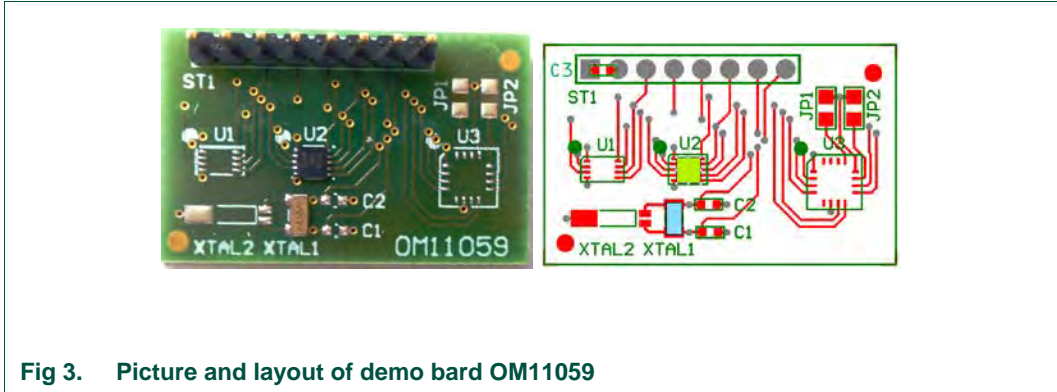 ST1
JP1
JP2
U1
U2
U3
C2
C1
XTAL2 XTAL1
OM11059
C3
ST1
JP1
JP2
U1
U2
U3
C2
C1
XTAL2 XTAL1
Fig 3. Picture and layout of demo bard OM11059